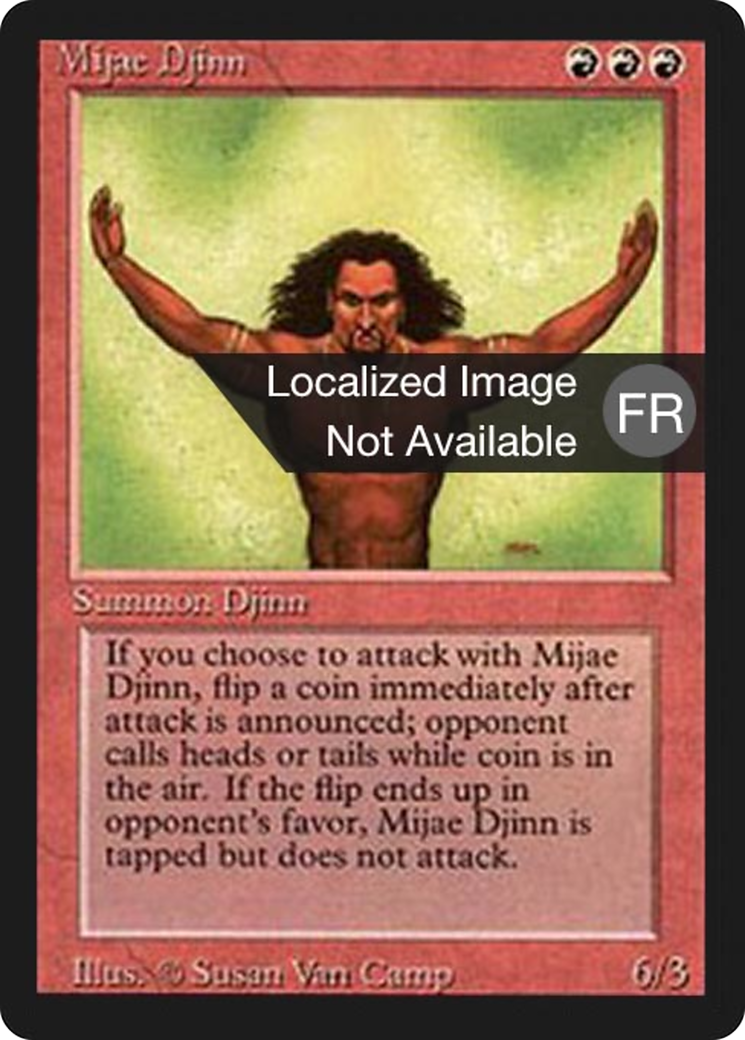 Mijae Djinn
Localized Image
Not Available
FR
Summon Djinn
If you choose to attack with Mijae
Djinn, flip a coin immediately after
attack is announced; opponent
calls heads or tails while coin is in
the air. If the flip ends up in
opponent's favor, Mijae Djinn is
tapped but does not attack.
Illus. © Susan Van Camp
6/3